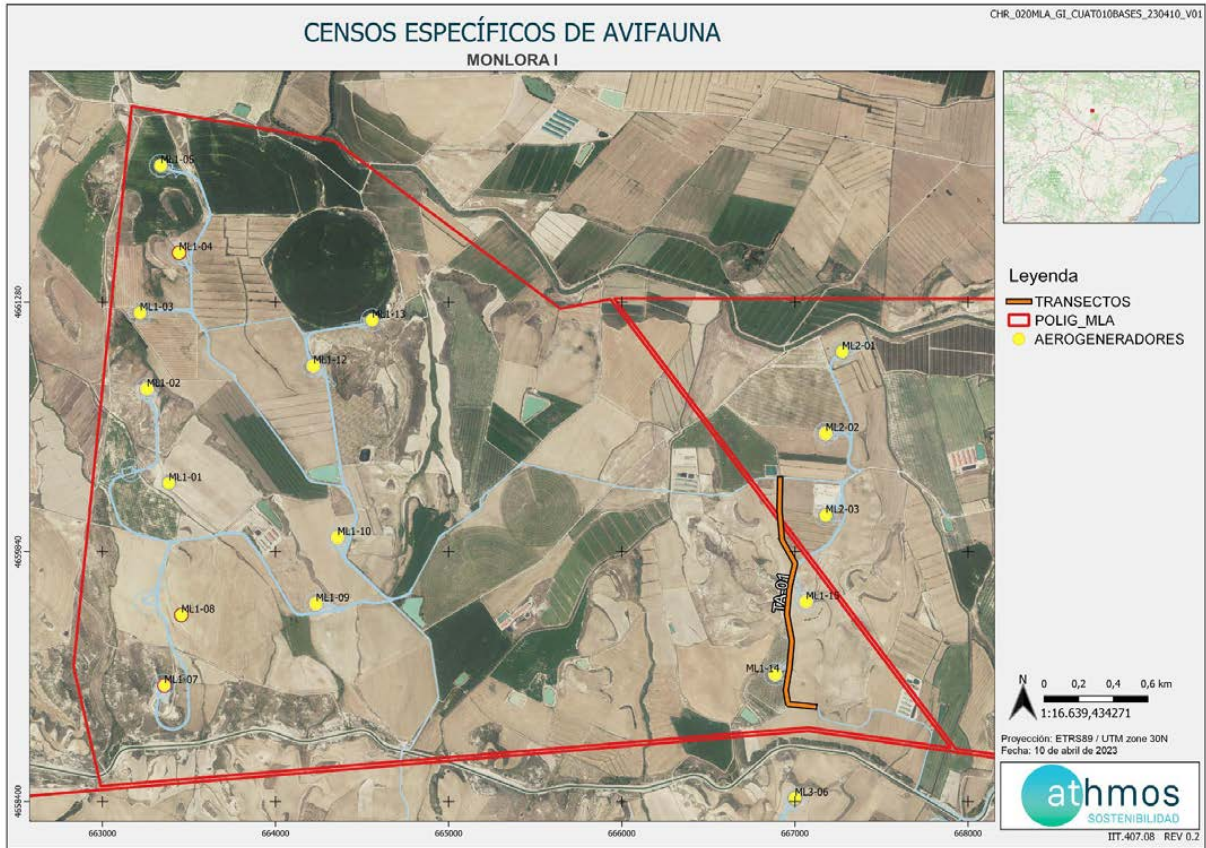 CHR_020MLA_GI_CUAT010BASES_230410_V01
CENSOS ESPECÍFICOS DE AVIFAUNA
MONLORA I
ML1-05
ML1-04
ML1-03
ML1-13
ML1-12
ML1-02
ML1-01
ML1-10
ML1-09
ML1-08
ML1-07
ML2-01
ML2-02
ML2-03
TA-01
ML1-15
ML1-14
ML3-06
4661280
4659840
4658400
663000
664000
665000
666000
667000
668000
Leyenda
TRANSECTOS
POLIG_MLA
AEROGENERADORES
N
0 0,2 0,4 0,6 km
1:16.639,434271
Proyección: ETRS89 / UTM zone 30N
Fecha: 10 de abril de 2023
athmos
SOSTENIBILIDAD
IIT.407.08 REV 0.2